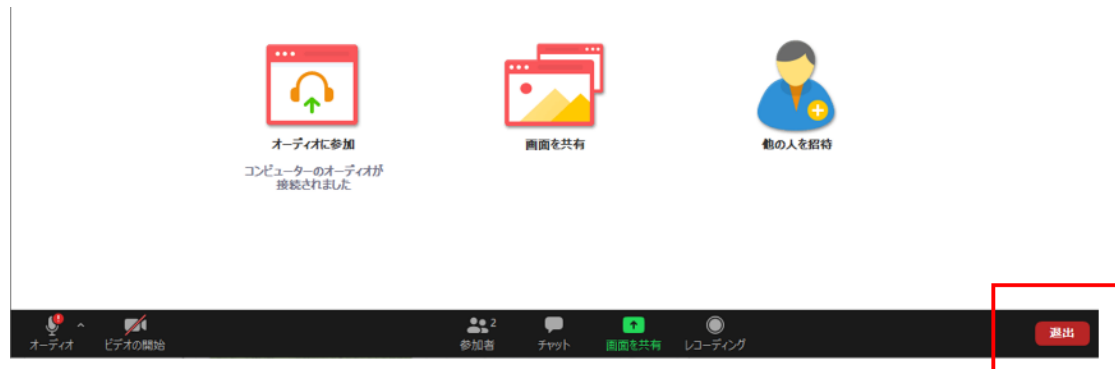 オーディオに参加
画面を共有
他の人を招待
コンピューターのオーディオが
接続されました
オーディオ
ビデオの開始
参加者
2
チャット
画面を共有
レコーディング
退出